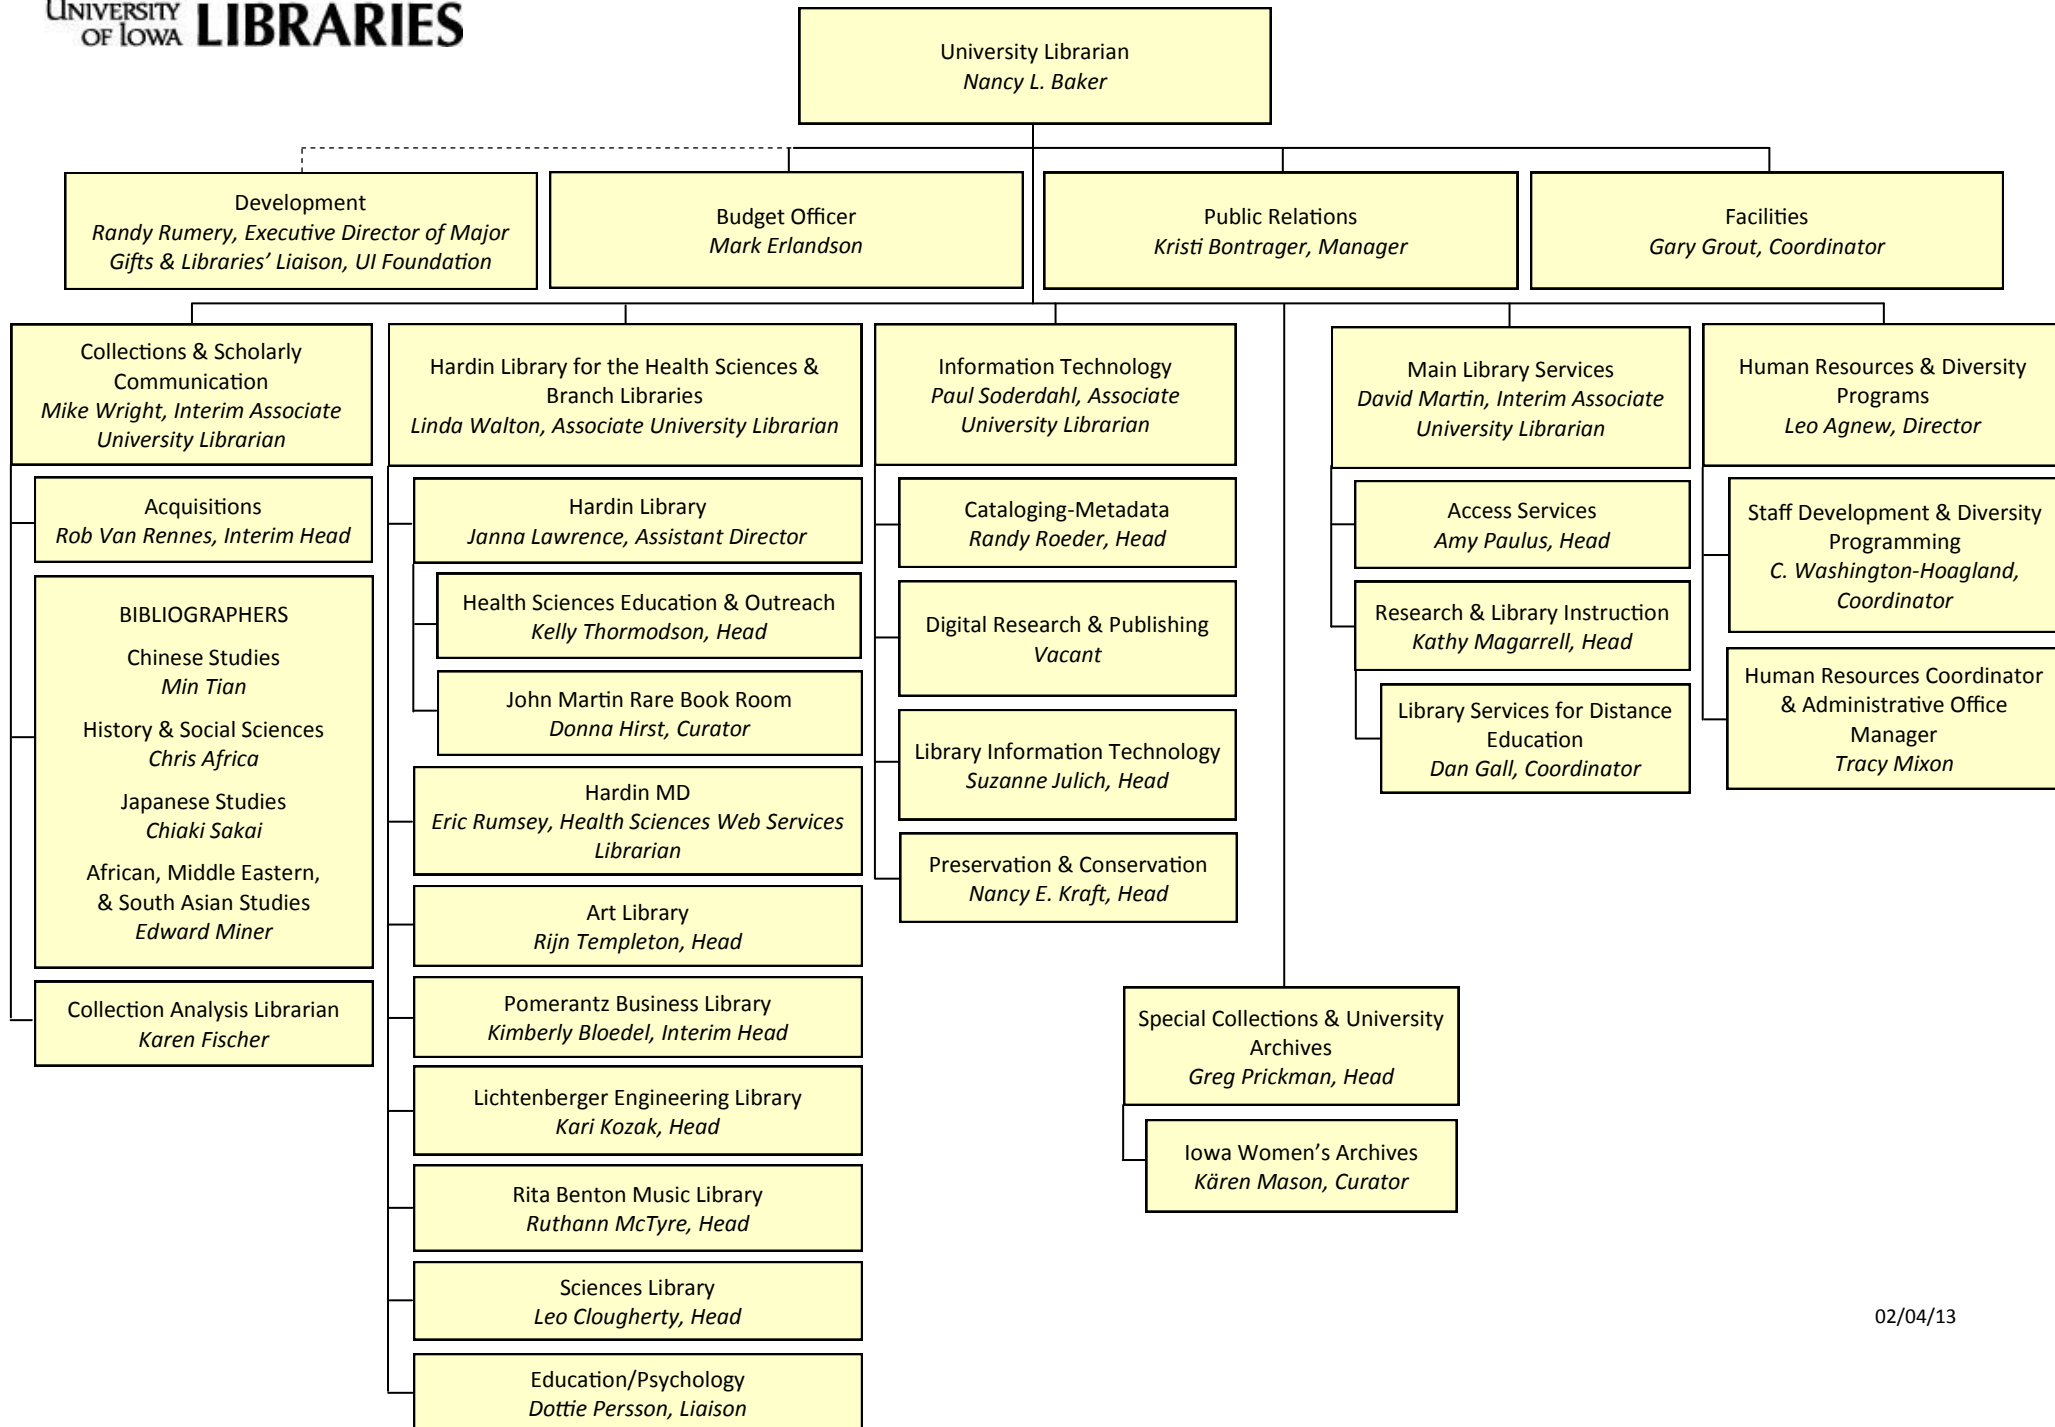 UNIVERSITY
OF IOWA LIBRARIES
University Librarian
Nancy L. Baker
Development
Randy Rumery, Executive Director of Major
Gifts & Libraries’ Liaison, UI Foundation
Budget Officer
Mark Erlandson
Public Relations
Kristi Bontrager, Manager
Facilities
Gary Grout, Coordinator
Collections & Scholarly
Communication
Mike Wright, Interim Associate
University Librarian
Acquisitions
Rob Van Rennes, Interim Head
BIBLIOGRAPHERS
Chinese Studies
Min Tian
History & Social Sciences
Chris Africa
Japanese Studies
Chiaki Sakai
African, Middle Eastern,
& South Asian Studies
Edward Miner
Collection Analysis Librarian
Karen Fischer
Hardin Library for the Health Sciences &
Branch Libraries
Linda Walton, Associate University Librarian
Hardin Library
Janna Lawrence, Assistant Director
Health Sciences Education & Outreach
Kelly Thormodson, Head
John Martin Rare Book Room
Donna Hirst, Curator
Hardin MD
Eric Rumsey, Health Sciences Web Services
Librarian
Art Library
Rijn Templeton, Head
Pomerantz Business Library
Kimberly Bloedel, Interim Head
Lichtenberger Engineering Library
Kari Kozak, Head
Rita Benton Music Library
Ruthann McTyre, Head
Sciences Library
Leo Clougherty, Head
Education/Psychology
Dottie Persson, Liaison
Information Technology
Paul Soderdahl, Associate
University Librarian
Cataloging-Metadata
Randy Roeder, Head
Digital Research & Publishing
Vacant
Library Information Technology
Suzanne Julich, Head
Preservation & Conservation
Nancy E. Kraft, Head
Special Collections & University
Archives
Greg Prickman, Head
Iowa Women’s Archives
Kären Mason, Curator
Main Library Services
David Martin, Interim Associate
University Librarian
Access Services
Amy Paulus, Head
Research & Library Instruction
Kathy Magarrell, Head
Library Services for Distance
Education
Dan Gall, Coordinator
Human Resources & Diversity
Programs
Leo Agnew, Director
Staff Development & Diversity
Programming
C. Washington-Hoagland,
Coordinator
Human Resources Coordinator
& Administrative Office
Manager
Tracy Mixon
02/04/13